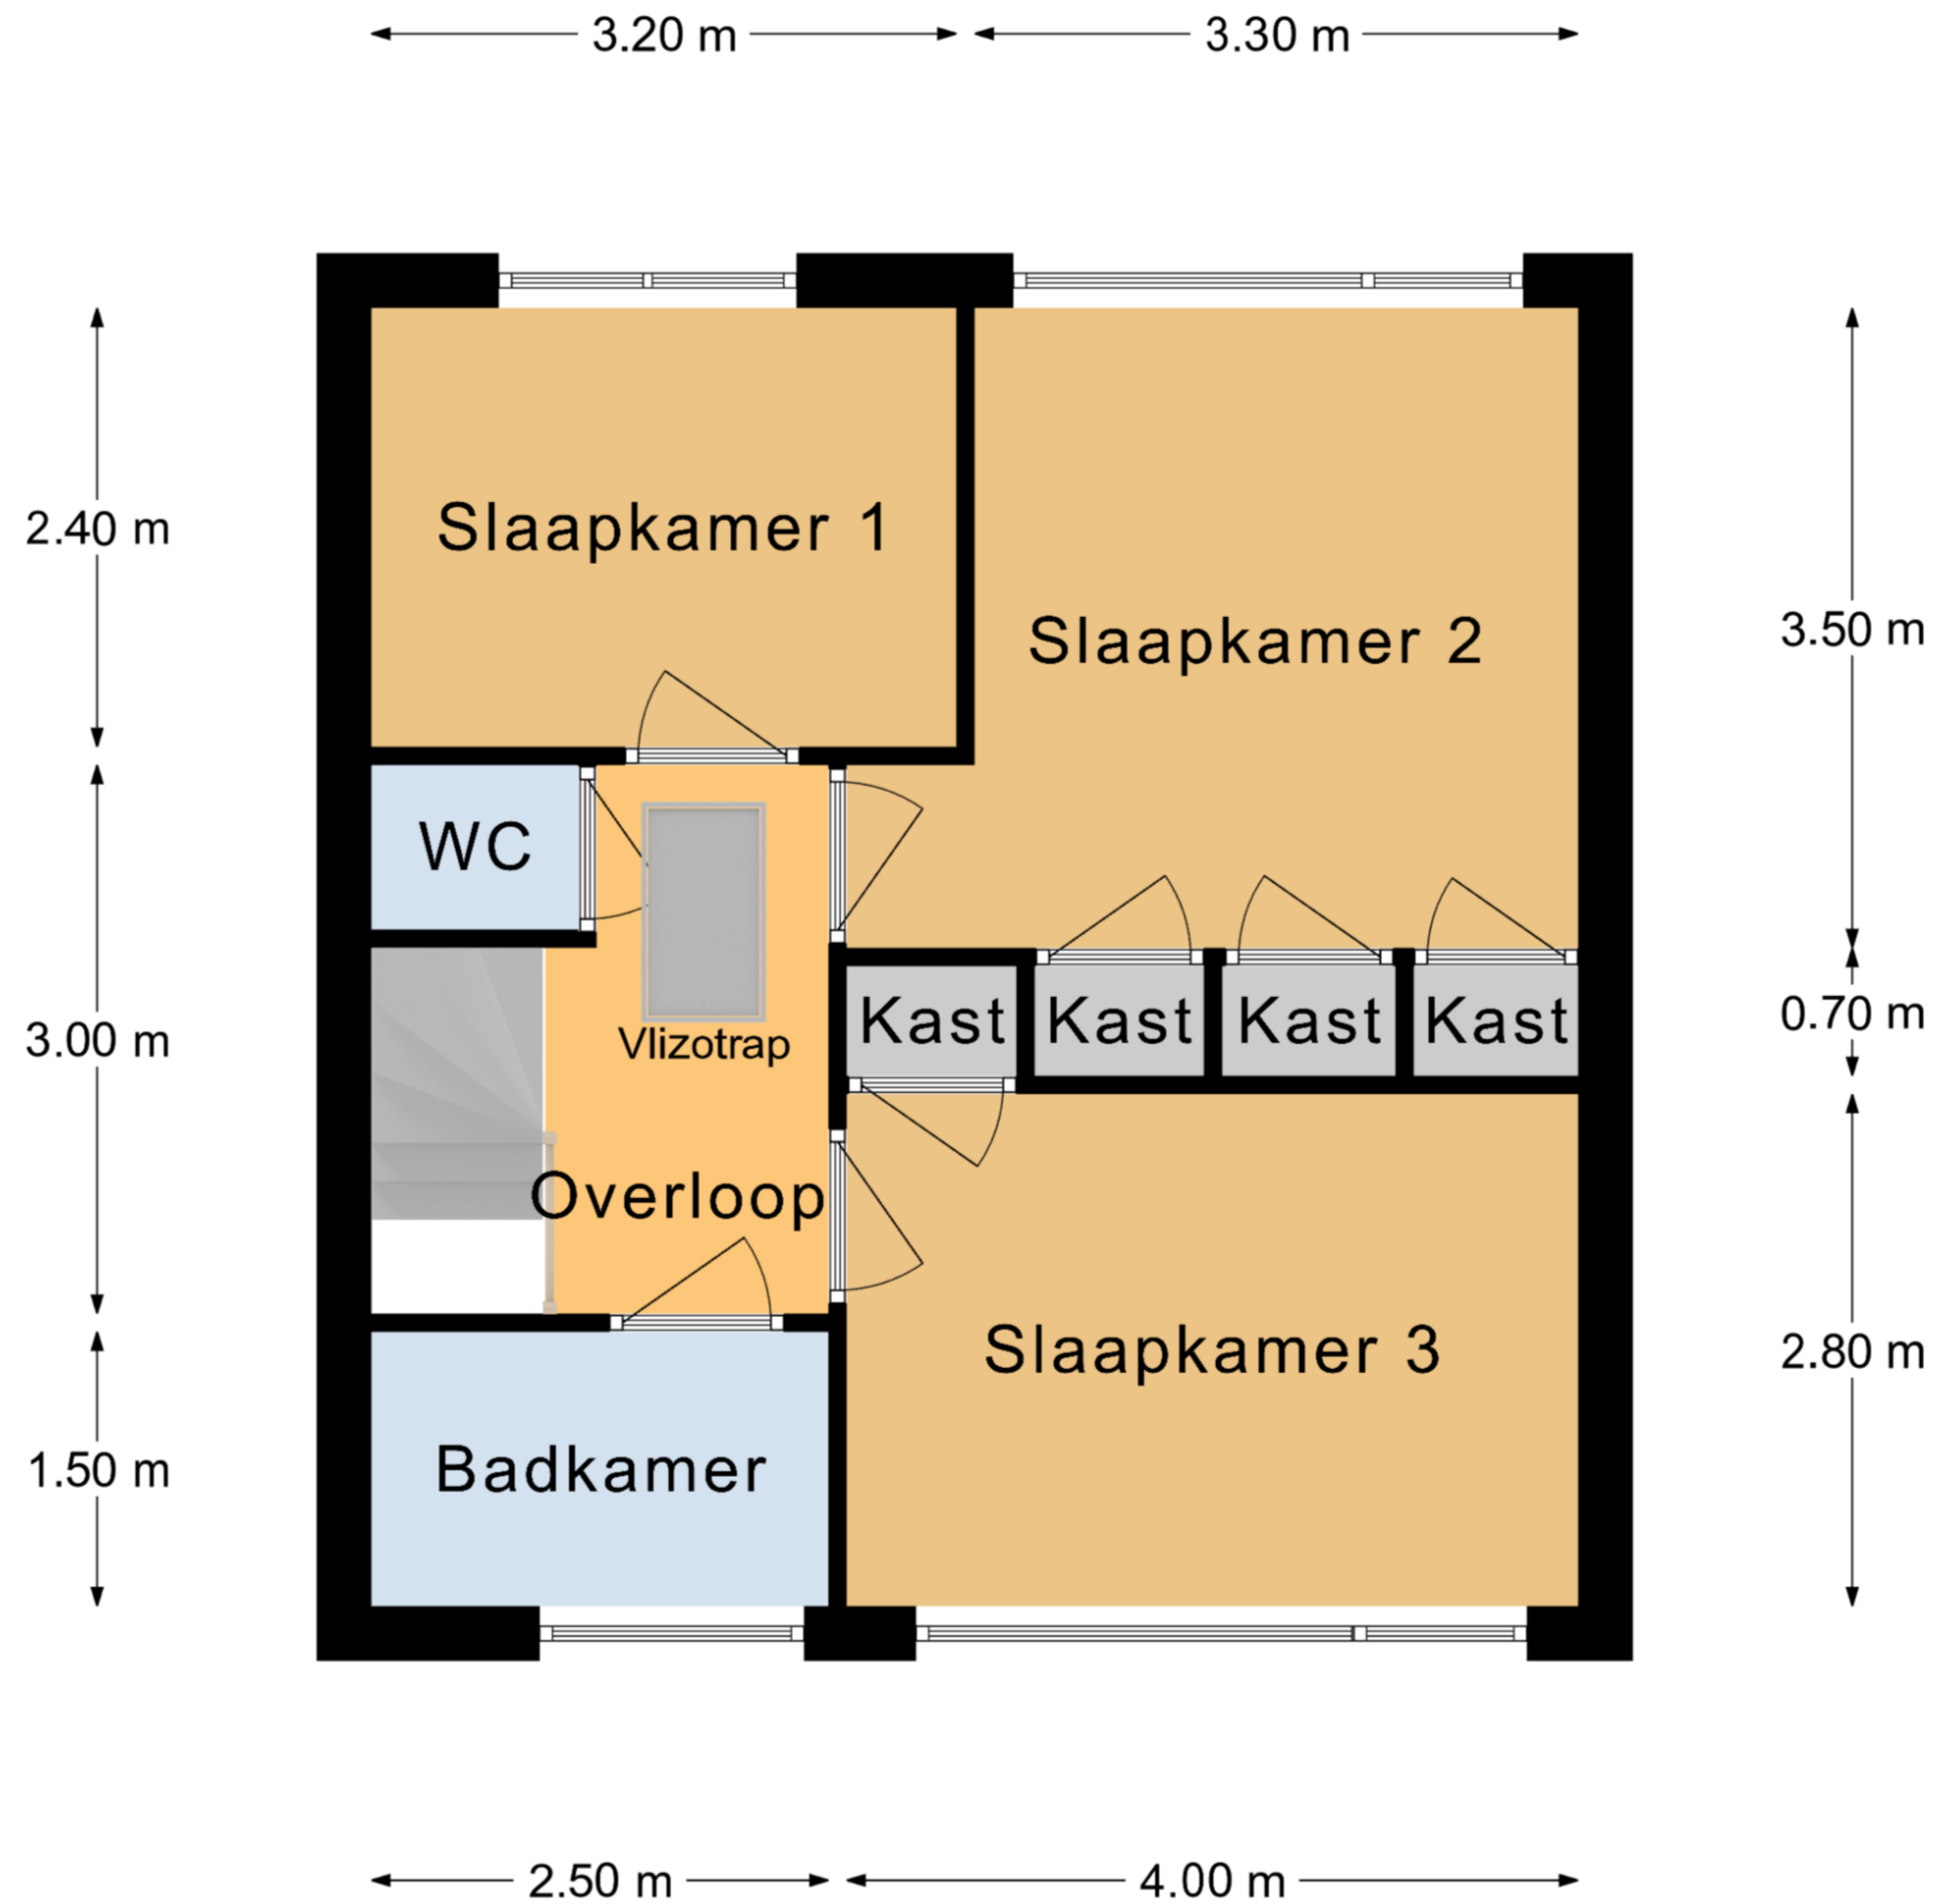 3.20 m
3.30 m
2.40 m
Slaapkamer 1
Slaapkamer 2
3.50 m
WC
3.00 m
Vlizotrap
Kast
Kast
Kast
Kast
0.70 m
Overloop
Slaapkamer 3
2.80 m
1.50 m
Badkamer
2.50 m
4.00 m